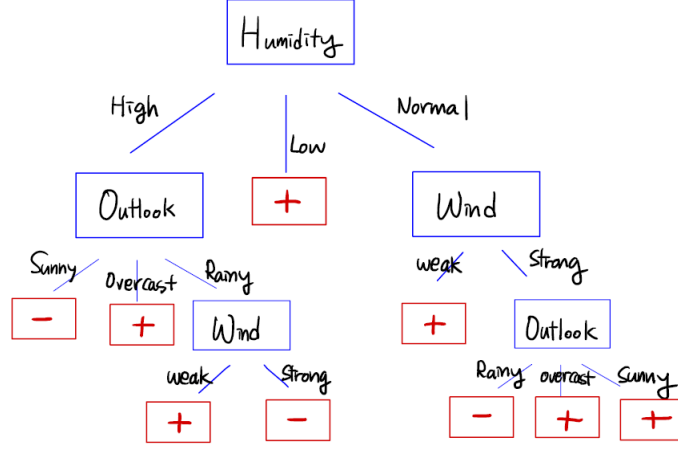 Humidity
High
Low
Normal
Outlook
+
Wind
Sunny
Overcast
Rainy
weak
Strong
-
+
Wind
+
Outlook
weak
Strong
Rainy
overcast
Sunny
+
-
-
+
+